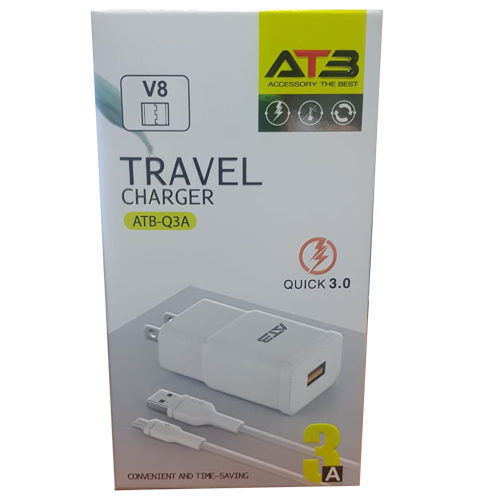 V8
ATB
ACCESSORY THE BEST
TRAVEL
CHARGER
ATB-Q3A
QUICK 3.0
ATB
CONVENIENT AND TIME-SAVING
3
A